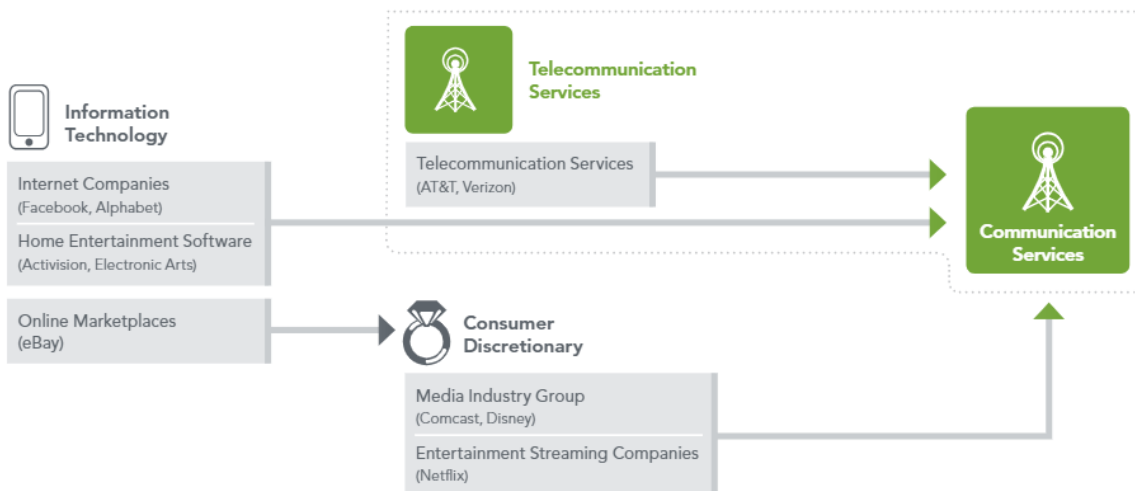 Telecommunication
Services
Information
Technology
Telecommunication Services
(AT&T, Verizon)
Internet Companies
(Facebook, Alphabet)
Home Entertainment Software
(Activision, Electronic Arts)
Communication
Services
Online Marketplaces
(eBay)
Consumer
Discretionary
Media Industry Group
(Comcast, Disney)
Entertainment Streaming Companies
(Netflix)